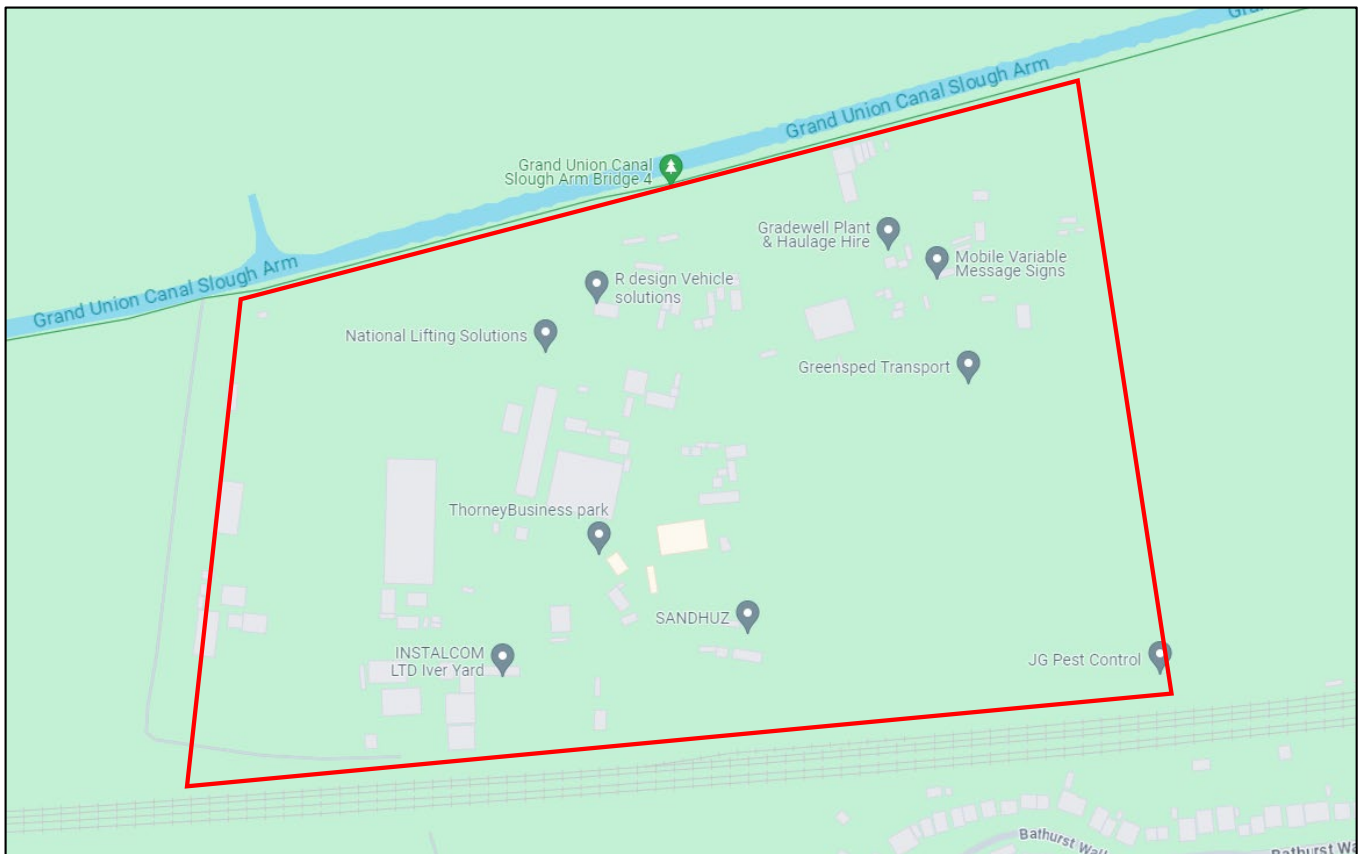 Grand Union Canal Slough Arm
Grand Union Canal
Slough Arm Bridge 4
Gradewell Plant
& Haulage Hire
Mobile Variable
Message Signs
Grand Union Canal Slough Arm
R design Vehicle
solutions
National Lifting Solutions
Greensped Transport
ThorneyBusiness park
SANDHUZ
INSTALCOM
LTD Iver Yard
JG Pest Control
Bathurst
Bathurst